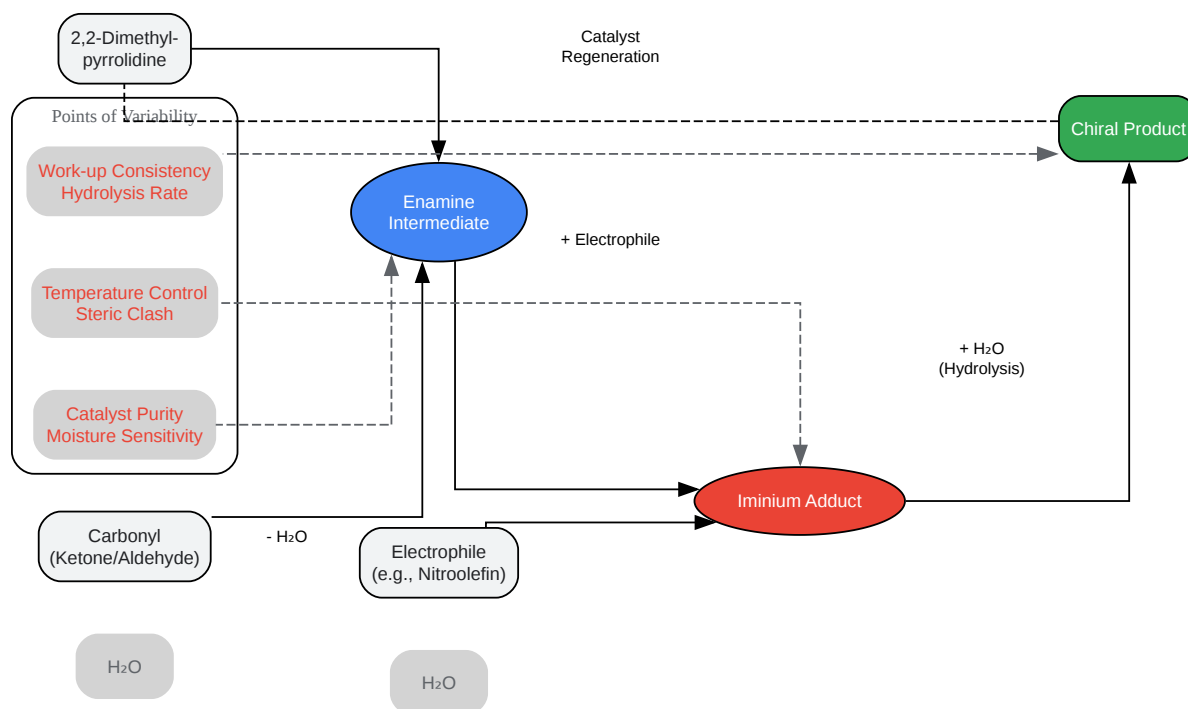 2,2-Dimethyl-
pyrrolidine
Catalyst
Regeneration
Points of Variability
Chiral Product
Work-up Consistency
Hydrolysis Rate
Enamine
Intermediate
+ Electrophile
Temperature Control
Steric Clash
+ H₂O
(Hydrolysis)
Catalyst Purity
Moisture Sensitivity
Iminium Adduct
Carbonyl
(Ketone/Aldehyde)
- H₂O
Electrophile
(e.g., Nitroolefin)
H₂O
H₂O